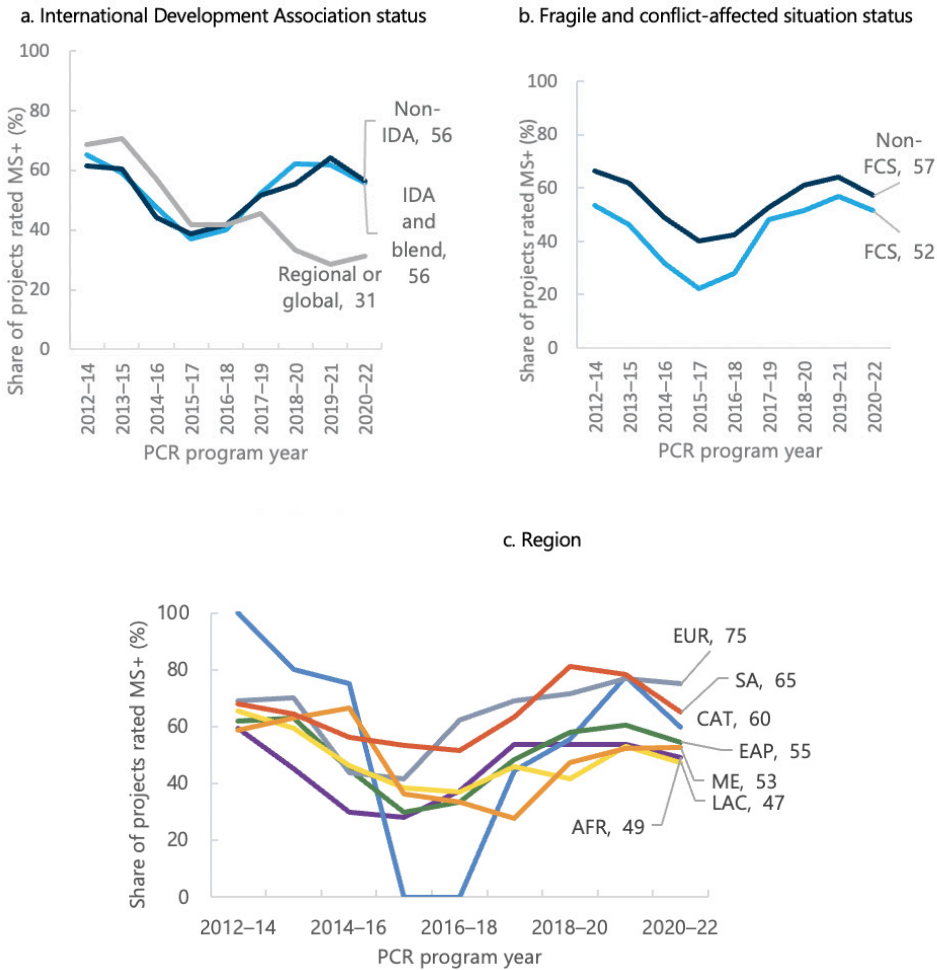 a. International Development Association status
Share of projects rated MS+ (%)
100
80
60
40
20
0
Non-
IDA, 56
IDA
and
blend,
56
Regional or
global, 31
2012–14
2013–15
2014–16
2015–17
2016–18
2017–19
2018–20
2019–21
2020–22
PCR program year
b. Fragile and conflict-affected situation status
Share of projects rated MS+ (%)
100
80
60
40
20
0
Non-
FCS, 57
FCS, 52
2012–14
2013–15
2014–16
2015–17
2016–18
2017–19
2018–20
2019–21
2020–22
PCR program year
c. Region
Share of projects rated MS+ (%)
100
80
60
40
20
0
EUR, 75
SA, 65
CAT, 60
EAP, 55
ME, 53
LAC, 47
AFR, 49
2012–14
2014–16
2016–18
2018–20
2020–22
PCR program year